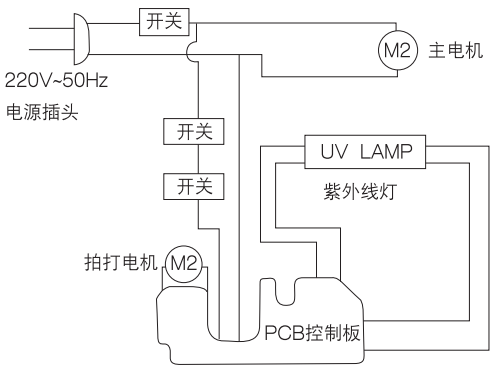 开关
M2
主电机
220V~50Hz
电源插头
开关
UV LAMP
开关
紫外线灯
拍打电机
M2
PCB控制板